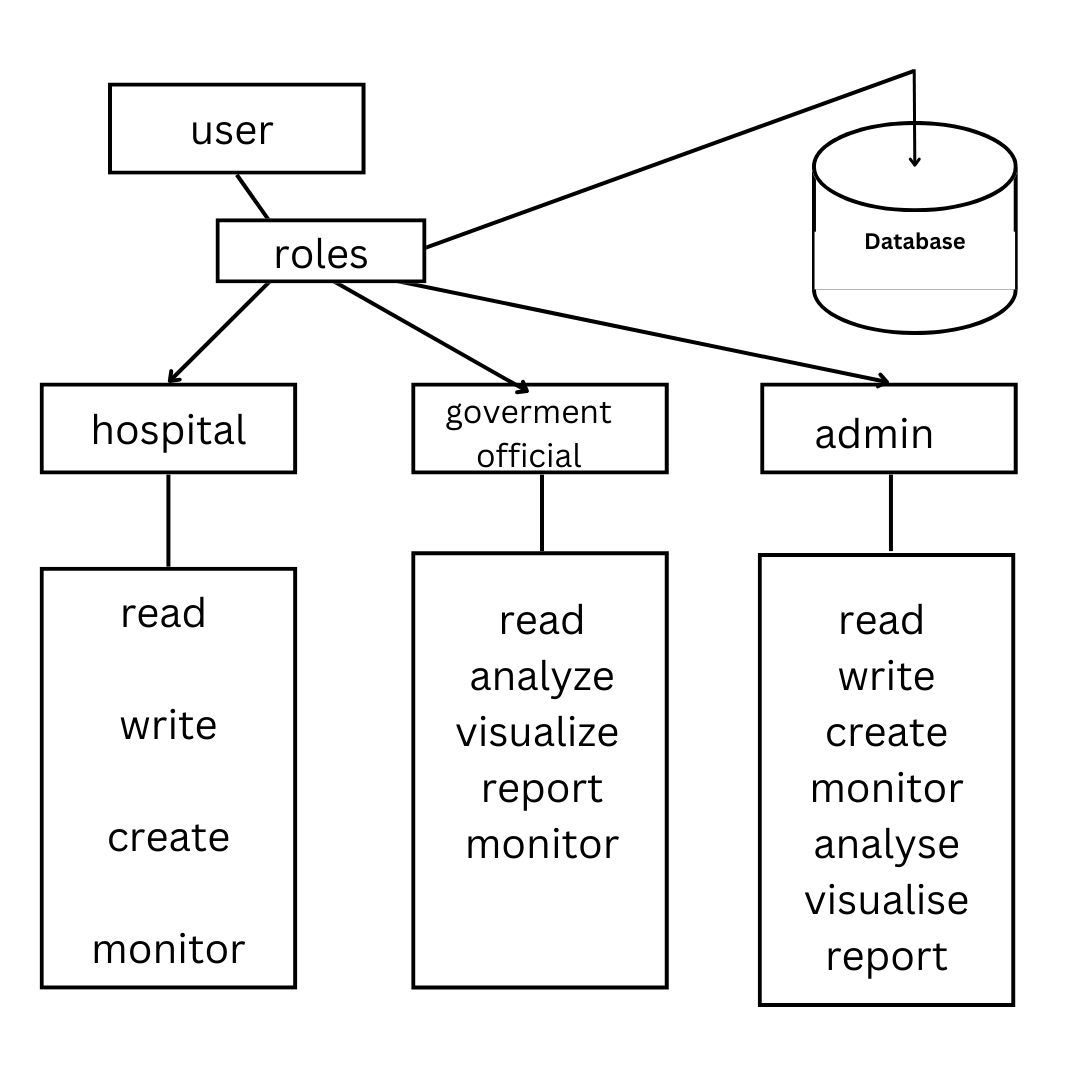 user
roles
Database
hospital
goverment
official
admin
read
write
create
monitor
read
analyze
visualize
report
monitor
read
write
create
monitor
analyse
visualise
report